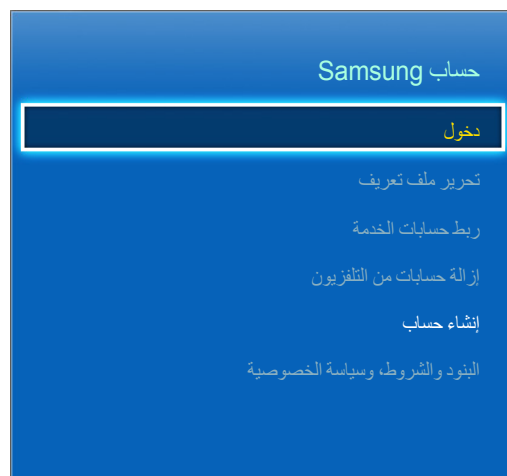 حساب Samsung
دخول
تحرير ملف تعريف
ربط حسابات الخدمة
إزالة حسابات من التلفزيون
إنشاء حساب
البنود والشروط، وسياسة الخصوصية